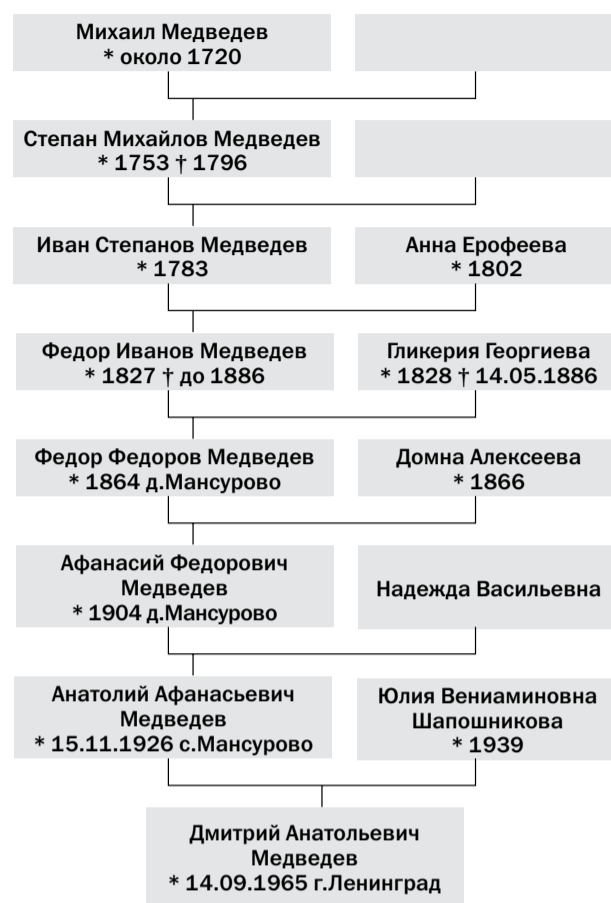 Михаил Медведев
* около 1720
Степан Михайлов Медведев
* 1753 † 1796
Иван Степанов Медведев
* 1783
Анна Ерофеева
* 1802
Федор Иванов Медведев
* 1827 † до 1886
Гликерия Георгиева
* 1828 † 14.05.1886
Федор Федоров Медведев
* 1864 д.Мансурово
Домна Алексеева
* 1866
Афанасий Федорович
Медведев
* 1904 д.Мансурово
Надежда Васильевна
Анатолий Афанасьевич
Медведев
* 15.11.1926 с.Мансурово
Юлия Вениаминовна
Шапошникова
* 1939
Дмитрий Анатольевич
Медведев
* 14.09.1965 г.Ленинград